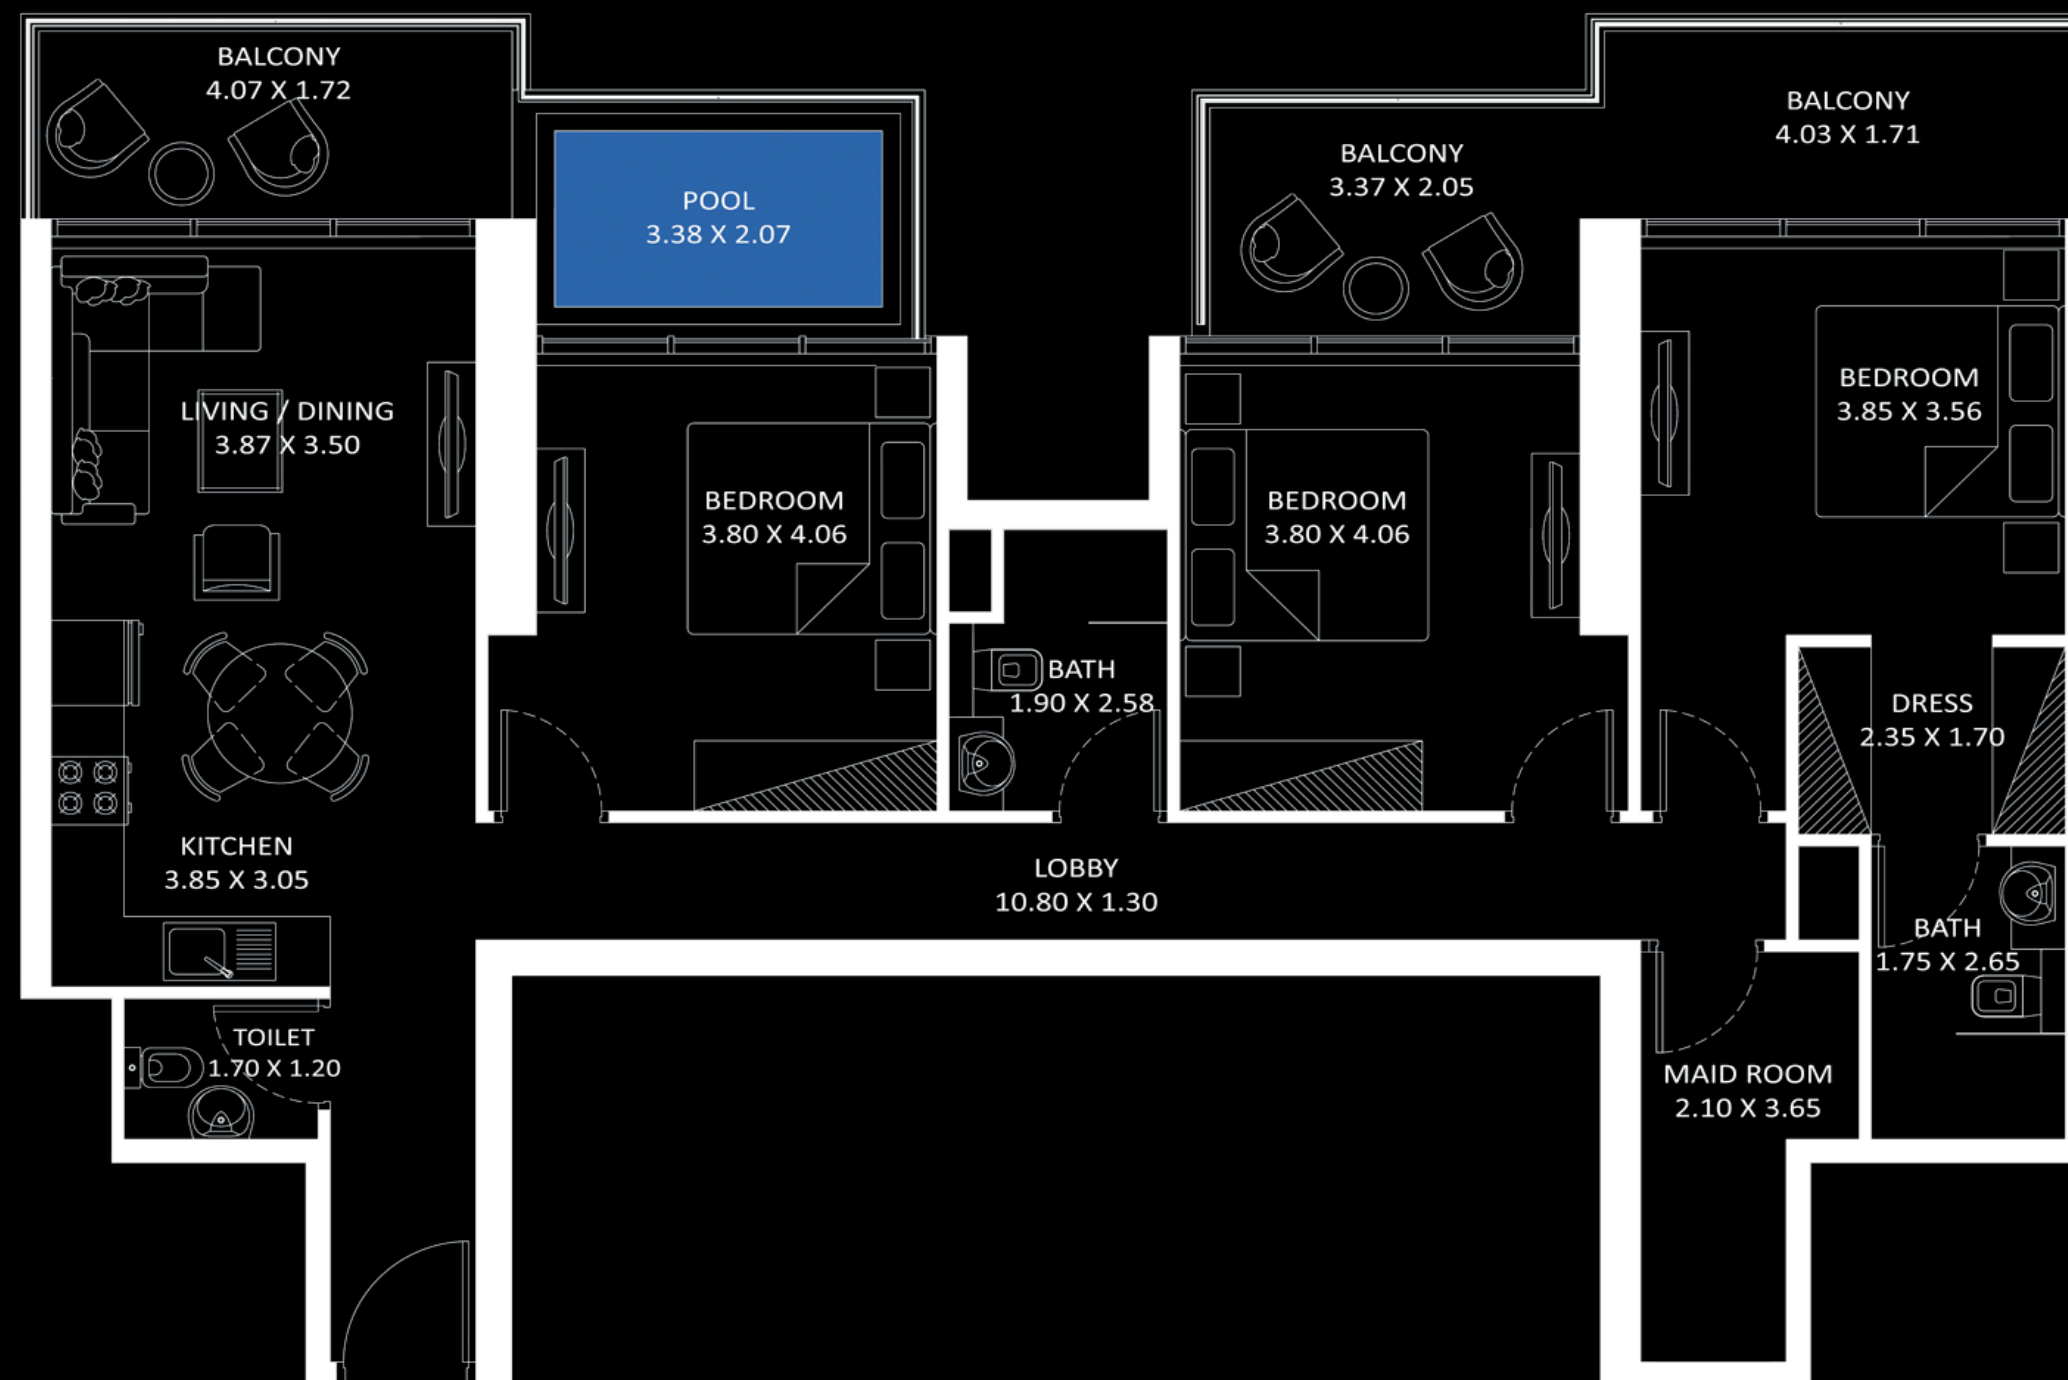 BALCONY
4.07 X 1.72
POOL
3.38 X 2.07
BALCONY
3.37 X 2.05
BALCONY
4.03 X 1.71
LIVING / DINING
3.87 X 3.50
BEDROOM
3.80 X 4.06
BEDROOM
3.80 X 4.06
BEDROOM
3.85 X 3.56
BATH
1.90 X 2.58
DRESS
2.35 X 1.70
KITCHEN
3.85 X 3.05
LOBBY
10.80 X 1.30
BATH
1.75 X 2.65
TOILET
1.70 X 1.20
MAID ROOM
2.10 X 3.65